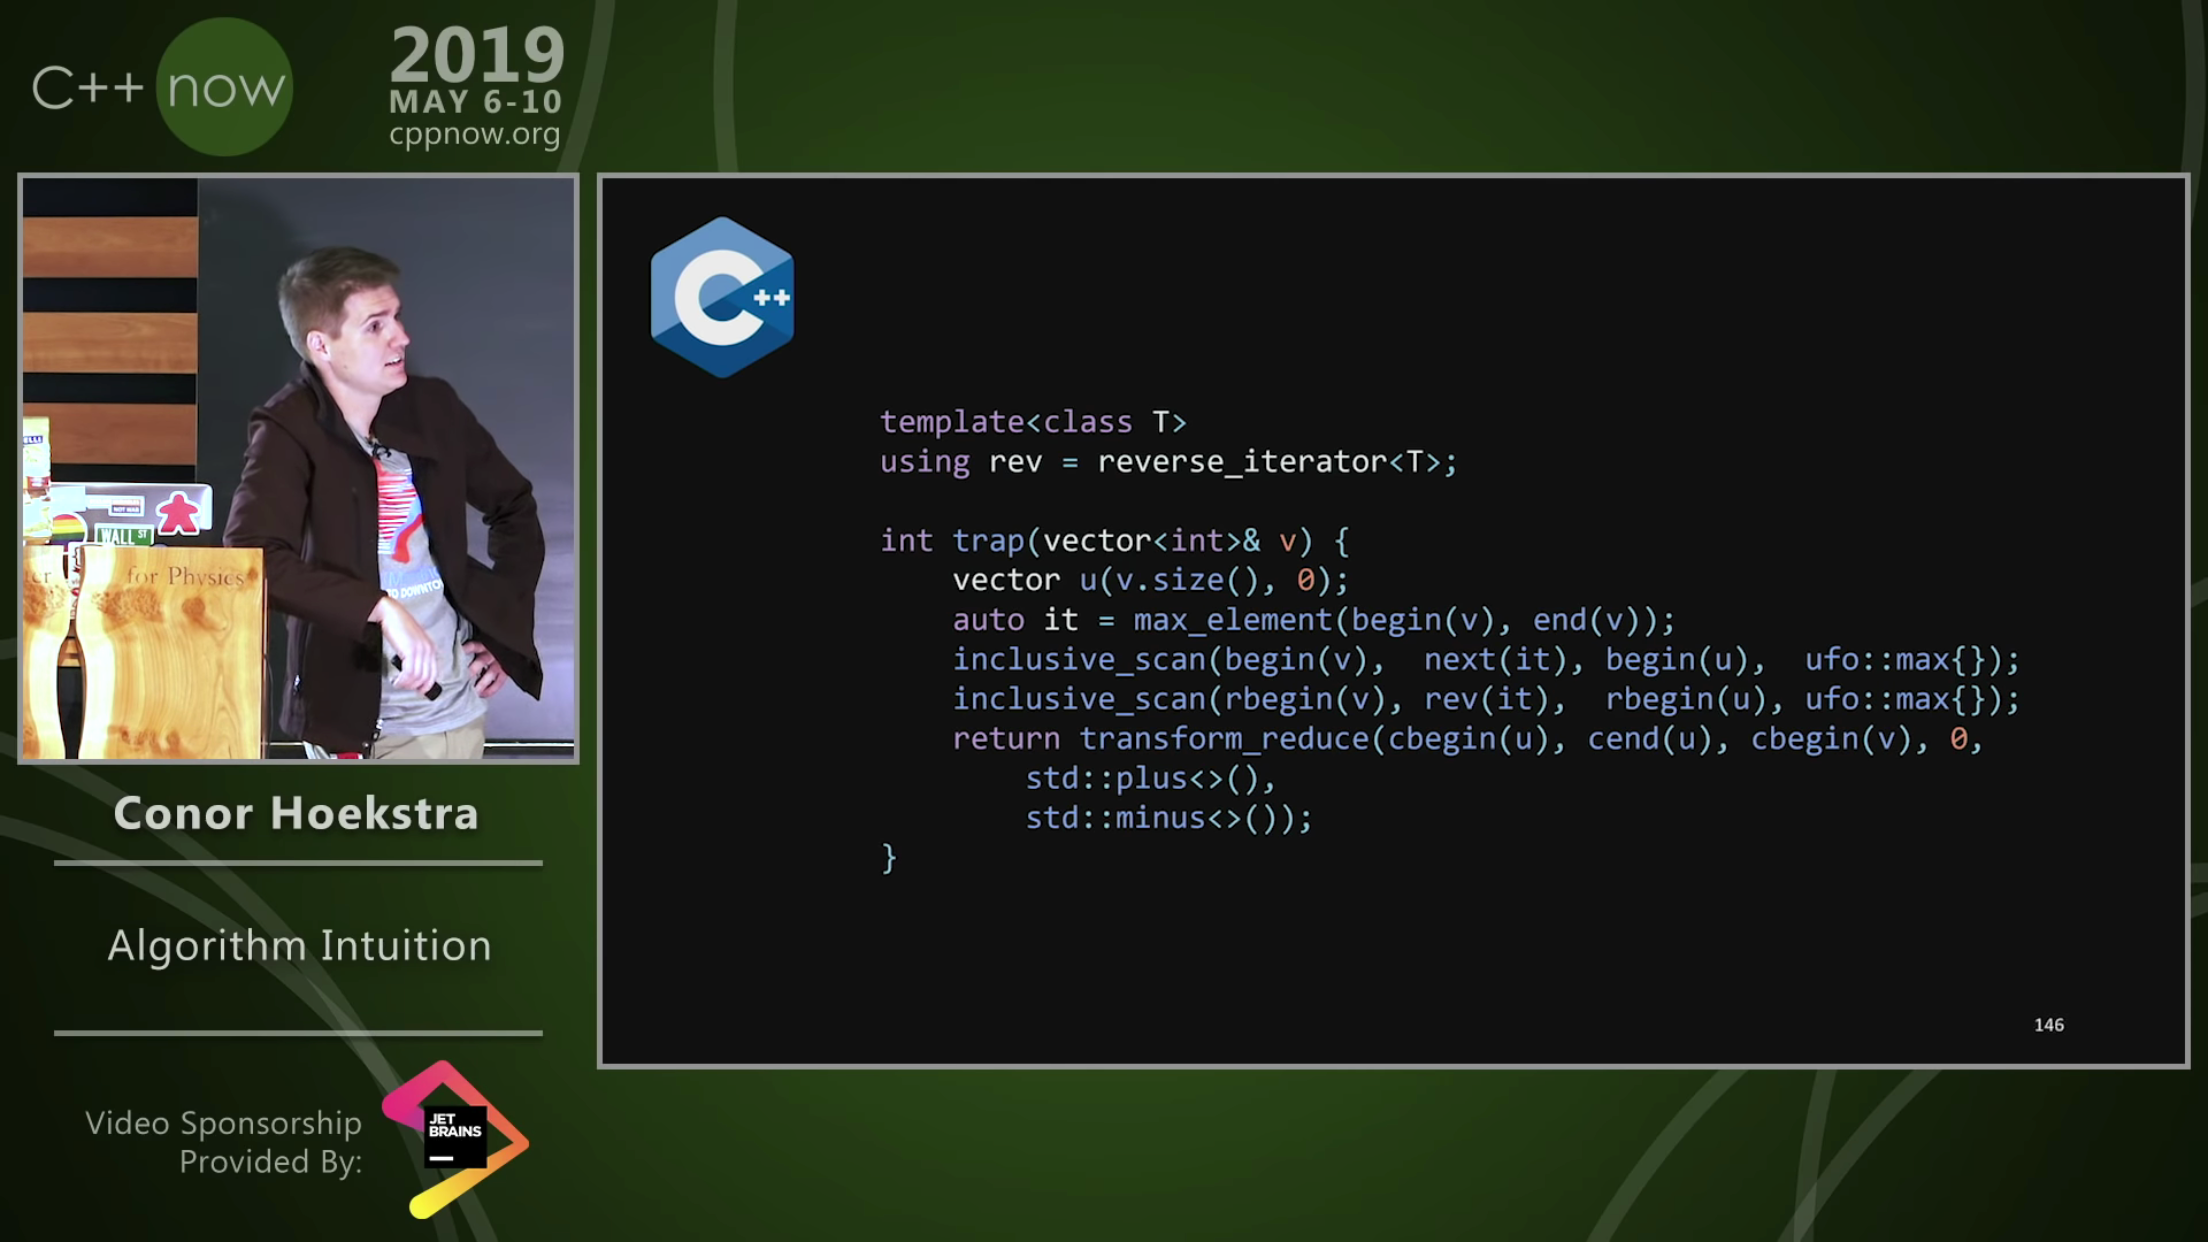 C++ now
2019
MAY 6-10
cppnow.org
C++
template<class T>
using rev = reverse_iterator<T>;
int trap(vector<int>& v) {
    vector u(v.size(), 0);
    auto it = max_element(begin(v), end(v));
    inclusive_scan(begin(v),  next(it), begin(u),  ufo::max{});
    inclusive_scan(rbegin(v), rev(it),  rbegin(u), ufo::max{});
    return transform_reduce(cbegin(u), cend(u), cbegin(v), 0,
        std::plus<>(),
        std::minus<>());
}
146
WALL ST
for Physics
Conor Hoekstra
Algorithm Intuition
Video Sponsorship
Provided By:
JET
BRAINS